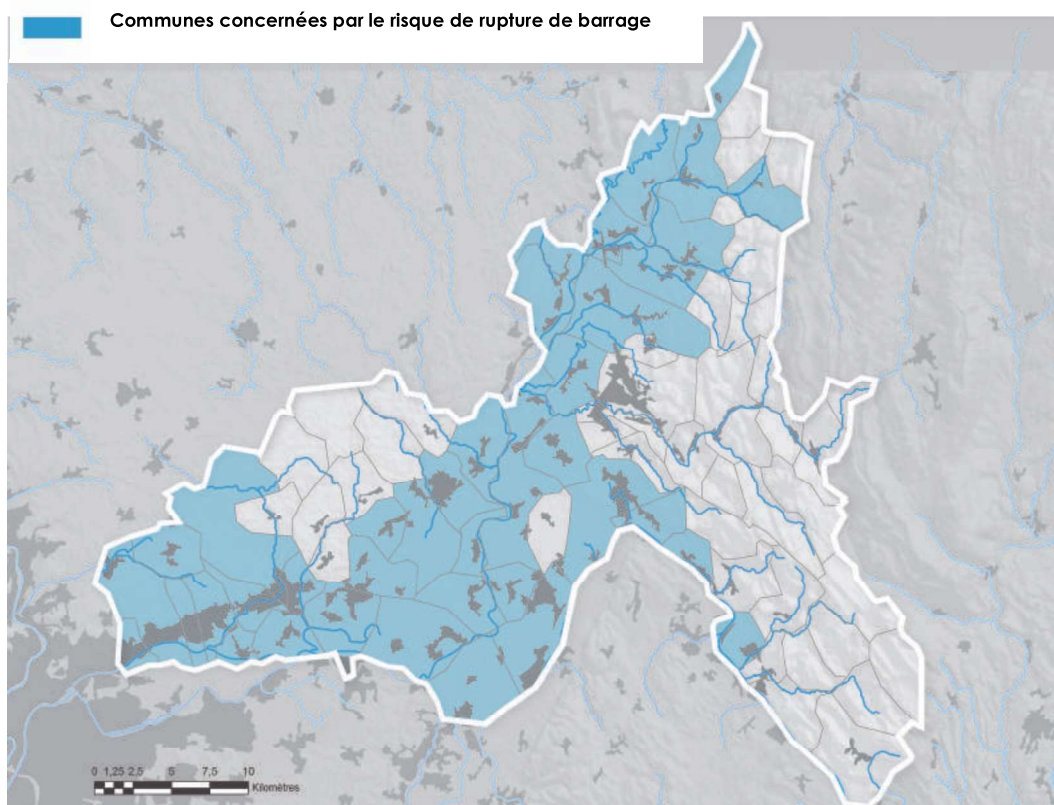 Communes concernées par le risque de rupture de barrage
0 1,25 2,5 5 7,5 10
Kilomètres